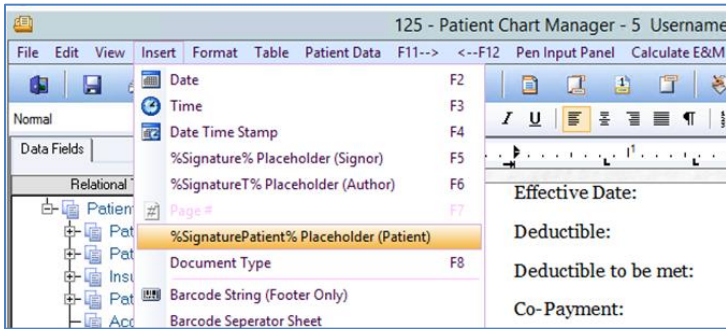 125 - Patient Chart Manager - 5 Username
File Edit View Insert Format Table Patient Data F11--> <--F12 Pen Input Panel Calculate E&M
Date F2
Time F3
Normal
Date Time Stamp F4
Data Fields
%Signature% Placeholder (Signor) F5
Relational
%SignatureT% Placeholder (Author) F6
Effective Date:
Page # F7
%SignaturePatient% Placeholder (Patient)
Deductible:
Document Type F8
Deductible to be met:
Barcode String (Footer Only)
Co-Payment:
Barcode Seperator Sheet